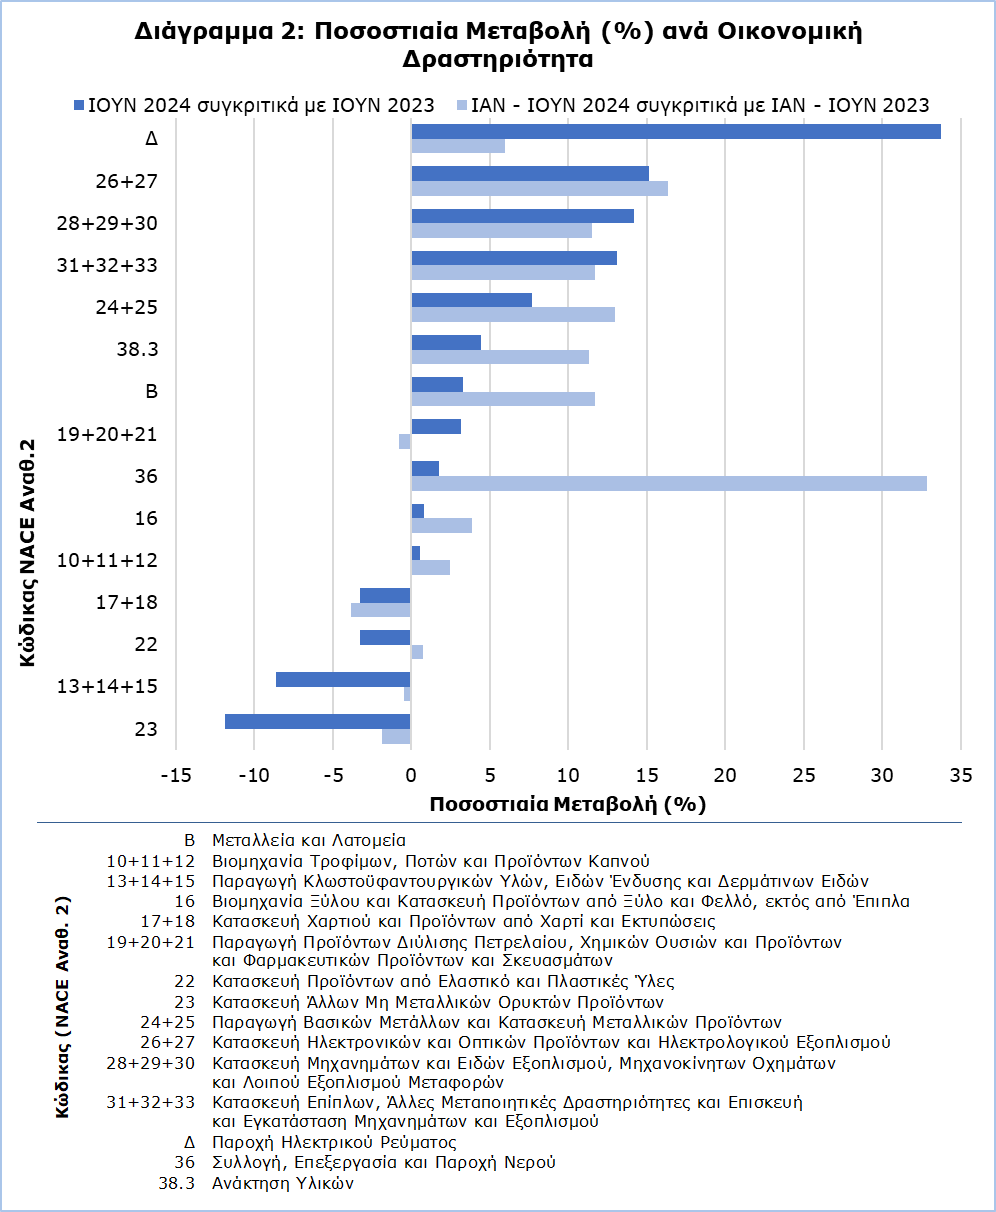 Διάγραμμα 2: Ποσοστιαία Μεταβολή (%) ανά Οικονομική
Δραστηριότητα
ΙΟΥΝ 2024 συγκριτικά με ΙΟΥΝ 2023
ΙΑΝ - ΙΟΥΝ 2024 συγκριτικά με ΙΑΝ - ΙΟΥΝ 2023
Κώδικας NACE Αναθ.2
Δ
26+27
28+29+30
31+32+33
24+25
38.3
Β
19+20+21
36
16
10+11+12
17+18
22
13+14+15
23
-15 -10 -5 0 5 10 15 20 25 30 35
Ποσοστιαία Μεταβολή (%)
Κώδικας (NACE Αναθ. 2)
Β Μεταλλεία και Λατομεία
10+11+12 Βιομηχανία Τροφίμων, Ποτών και Προϊόντων Καπνού
13+14+15 Παραγωγή Κλωστοϋφαντουργικών Υλών, Ειδών Ένδυσης και Δερμάτινων Ειδών
16 Βιομηχανία Ξύλου και Κατασκευή Προϊόντων από Ξύλο και Φελλό, εκτός από Έπιπλα
17+18 Κατασκευή Χαρτιού και Προϊόντων από Χαρτί και Εκτυπώσεις
19+20+21 Παραγωγή Προϊόντων Διύλισης Πετρελαίου, Χημικών Ουσιών και Προϊόντων
και Φαρμακευτικών Προϊόντων και Σκευασμάτων
22 Κατασκευή Προϊόντων από Ελαστικό και Πλαστικές Ύλες
23 Κατασκευή Άλλων Μη Μεταλλικών Ορυκτών Προϊόντων
24+25 Παραγωγή Βασικών Μετάλλων και Κατασκευή Μεταλλικών Προϊόντων
26+27 Κατασκευή Ηλεκτρονικών και Οπτικών Προϊόντων και Ηλεκτρολογικού Εξοπλισμού
28+29+30 Κατασκευή Μηχανημάτων και Ειδών Εξοπλισμού, Μηχανοκίνητων Οχημάτων
και Λοιπού Εξοπλισμού Μεταφορών
31+32+33 Κατασκευή Επίπλων, Άλλες Μεταποιητικές Δραστηριότητες και Επισκευή
και Εγκατάσταση Μηχανημάτων και Εξοπλισμού
Δ Παροχή Ηλεκτρικού Ρεύματος
36 Συλλογή, Επεξεργασία και Παροχή Νερού
38.3 Ανάκτηση Υλικών